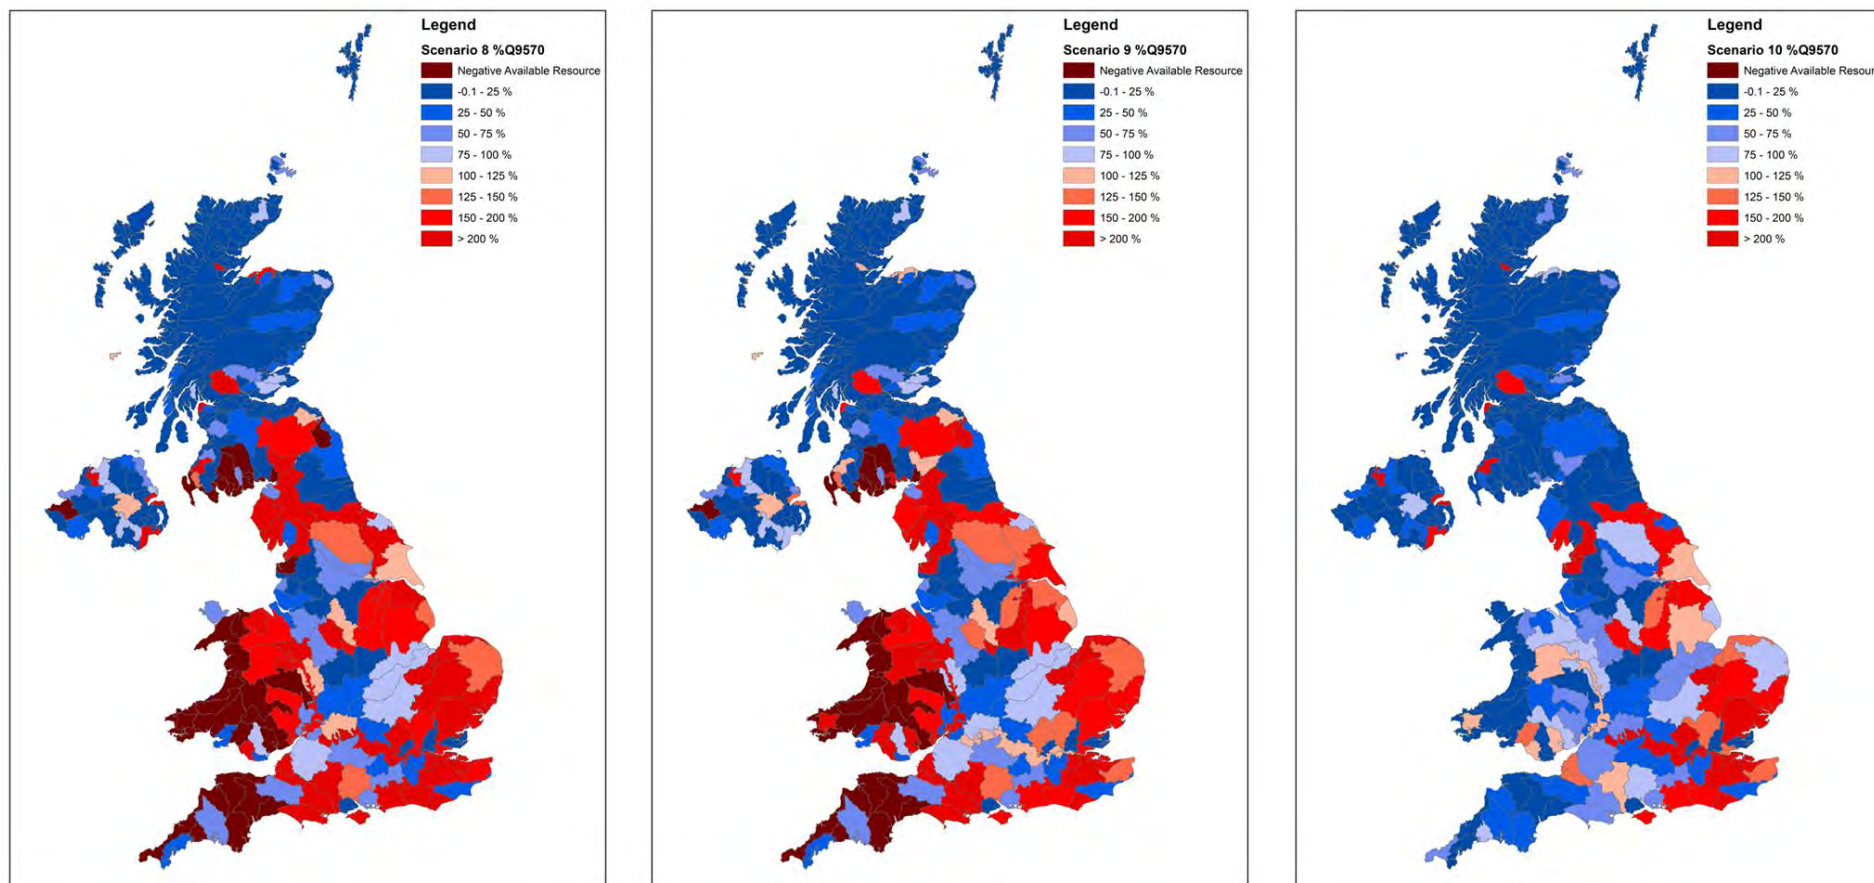 Legend
Scenario 8 %Q9570
Negative Available Resource
-0.1 - 25 %
25 - 50 %
50 - 75 %
75 - 100 %
100 - 125 %
125 - 150 %
150 - 200 %
> 200 %
Legend
Scenario 9 %Q9570
Negative Available Resource
-0.1 - 25 %
25 - 50 %
50 - 75 %
75 - 100 %
100 - 125 %
125 - 150 %
150 - 200 %
> 200 %
Legend
Scenario 10 %Q9570
Negative Available Resour
-0.1 - 25 %
25 - 50 %
50 - 75 %
75 - 100 %
100 - 125 %
125 - 150 %
150 - 200 %
> 200 %